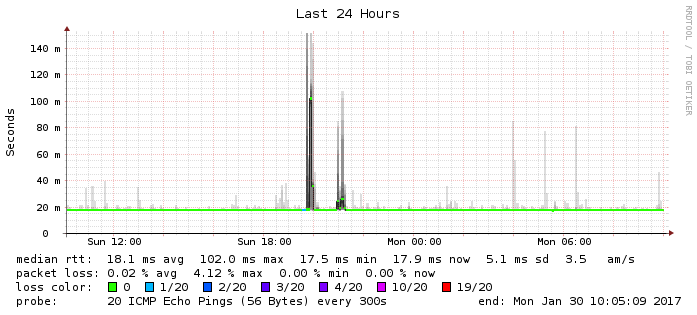 Last 24 Hours
RRDTOOL / TOBI OETIKER
Seconds
140 m
120 m
100 m
80 m
60 m
40 m
20 m
0
Sun 12:00 Sun 18:00 Mon 00:00 Mon 06:00
median rtt: 18.1 ms avg 102.0 ms max 17.5 ms min 17.9 ms now 5.1 ms sd 3.5 am/s
packet loss: 0.02 % avg 4.12 % max 0.00 % min 0.00 % now
loss color: 0 1/20 2/20 3/20 4/20 10/20 19/20
probe: 20 ICMP Echo Pings (56 Bytes) every 300s end: Mon Jan 30 10:05:09 2017